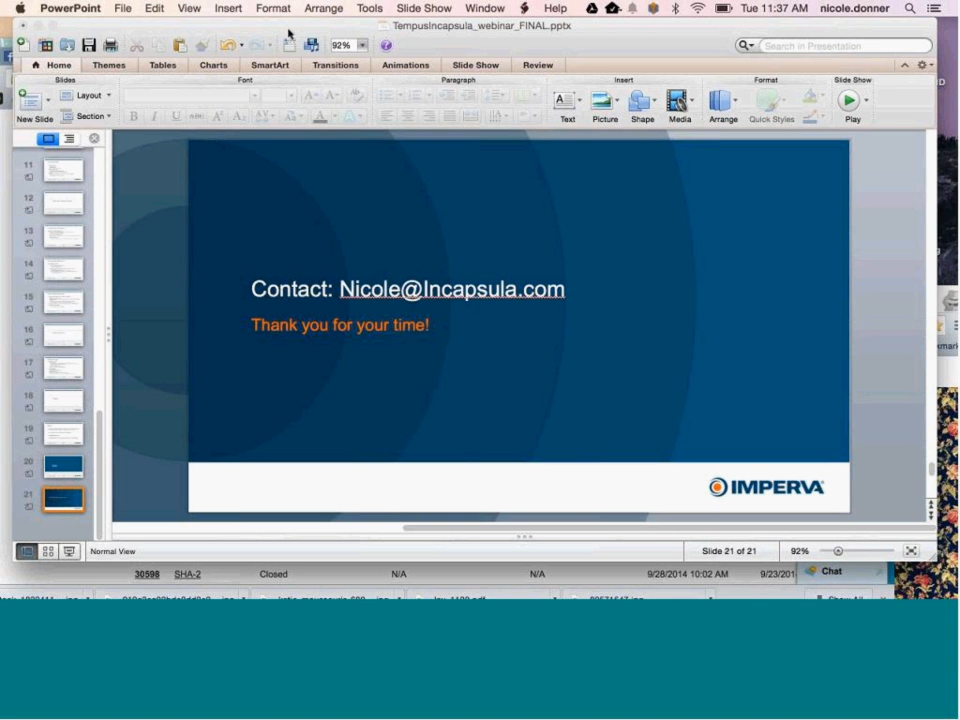 PowerPoint File Edit View Insert Format Arrange Tools Slide Show Window Help Tue 11:37 AM nicole.donner
TempusIncapsula_webinar_FINAL.pptx
92% Search in Presentation
Home Themes Tables Charts SmartArt Transitions Animations Slide Show Review
Slides Font Paragraph Insert Format Slide Show
Layout
New Slide Section
B I U ABC Text Picture Shape Media Arrange Quick Styles Play
11
12
13
14
15
16
17
18
19
20
21
Contact: Nicole@Incapsula.com
Thank you for your time!
IMPERVA
Normal View Slide 21 of 21 92%
30598 SHA-2 Closed N/A N/A 9/28/2014 10:02 AM 9/23/201 Chat